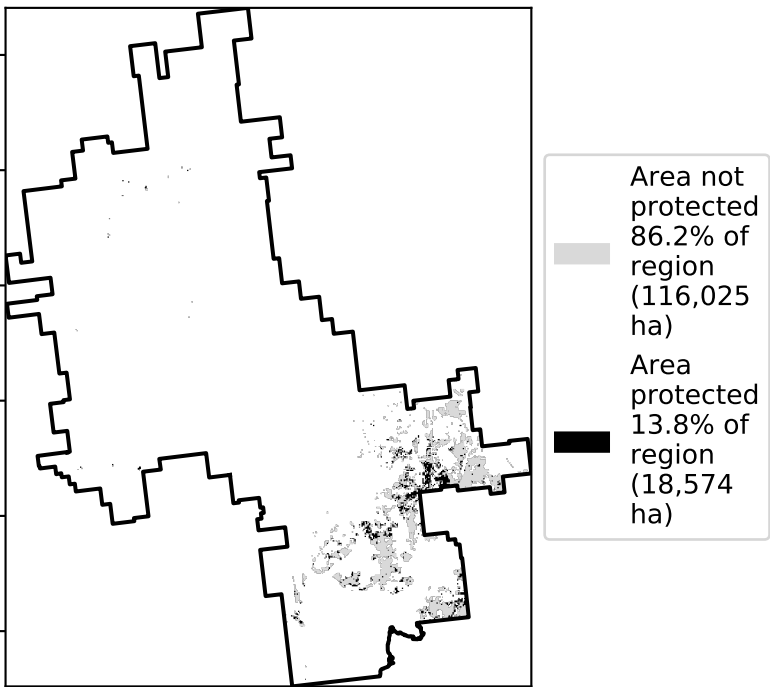 Area not
protected
86.2% of
region
(116,025
ha)
Area
protected
13.8% of
region
(18,574
ha)